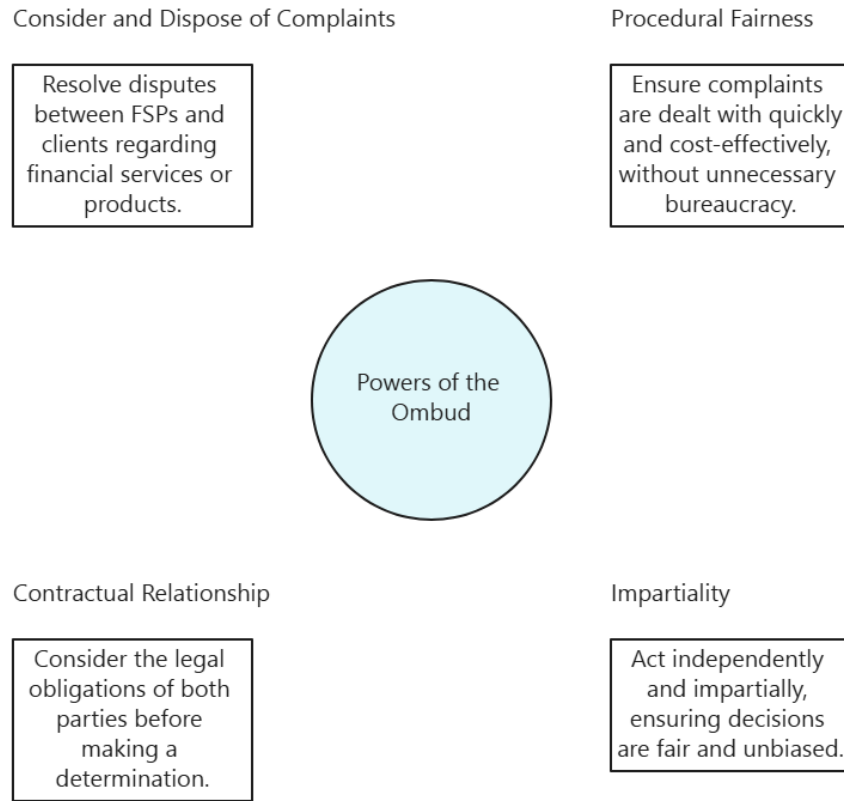 Consider and Dispose of Complaints
Resolve disputes
between FSPs and
clients regarding
financial services or
products.
Procedural Fairness
Ensure complaints
are dealt with quickly
and cost-effectively,
without unnecessary
bureaucracy.
Powers of the
Ombud
Contractual Relationship
Consider the legal
obligations of both
parties before
making a
determination.
Impartiality
Act independently
and impartially,
ensuring decisions
are fair and unbiased.